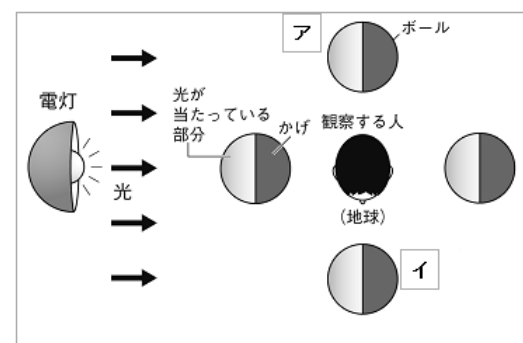 ア
ボール
電灯
光が
当たっている
部分
かげ
観察する人
光
(地球)
イ